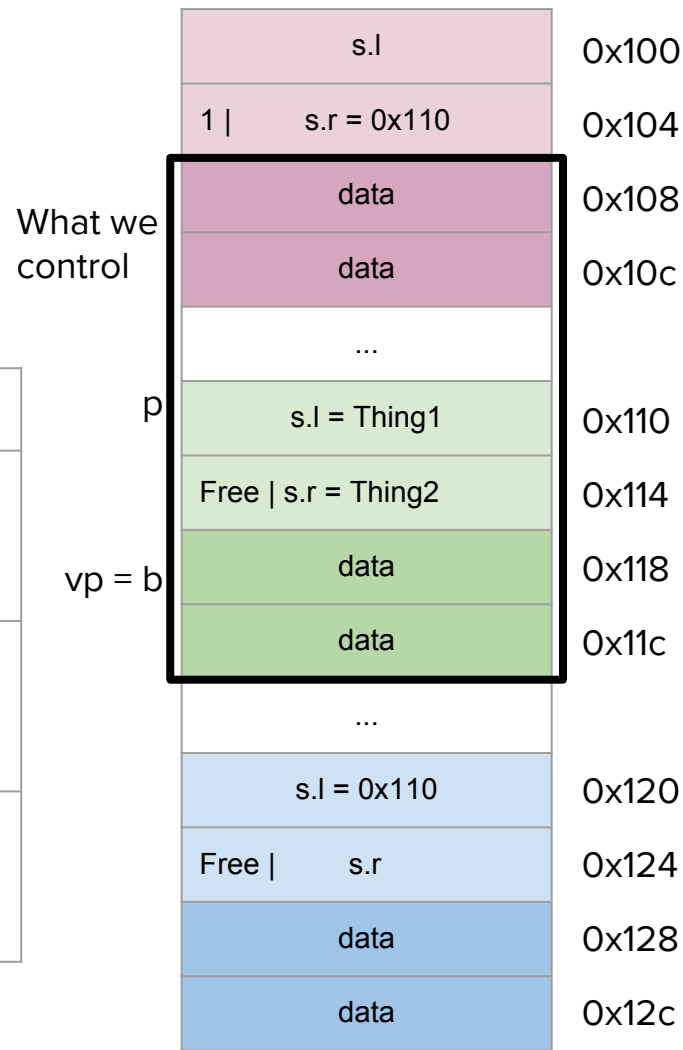 s.l 0x100
1 | s.r = 0x110 0x104
data 0x108
What we
control
data 0x10c
...
p s.l = Thing1 0x110
Free | s.r = Thing2 0x114
vp = b data 0x118
data 0x11c
...
s.l = 0x110 0x120
Free | s.r 0x124
data 0x128
data 0x12c